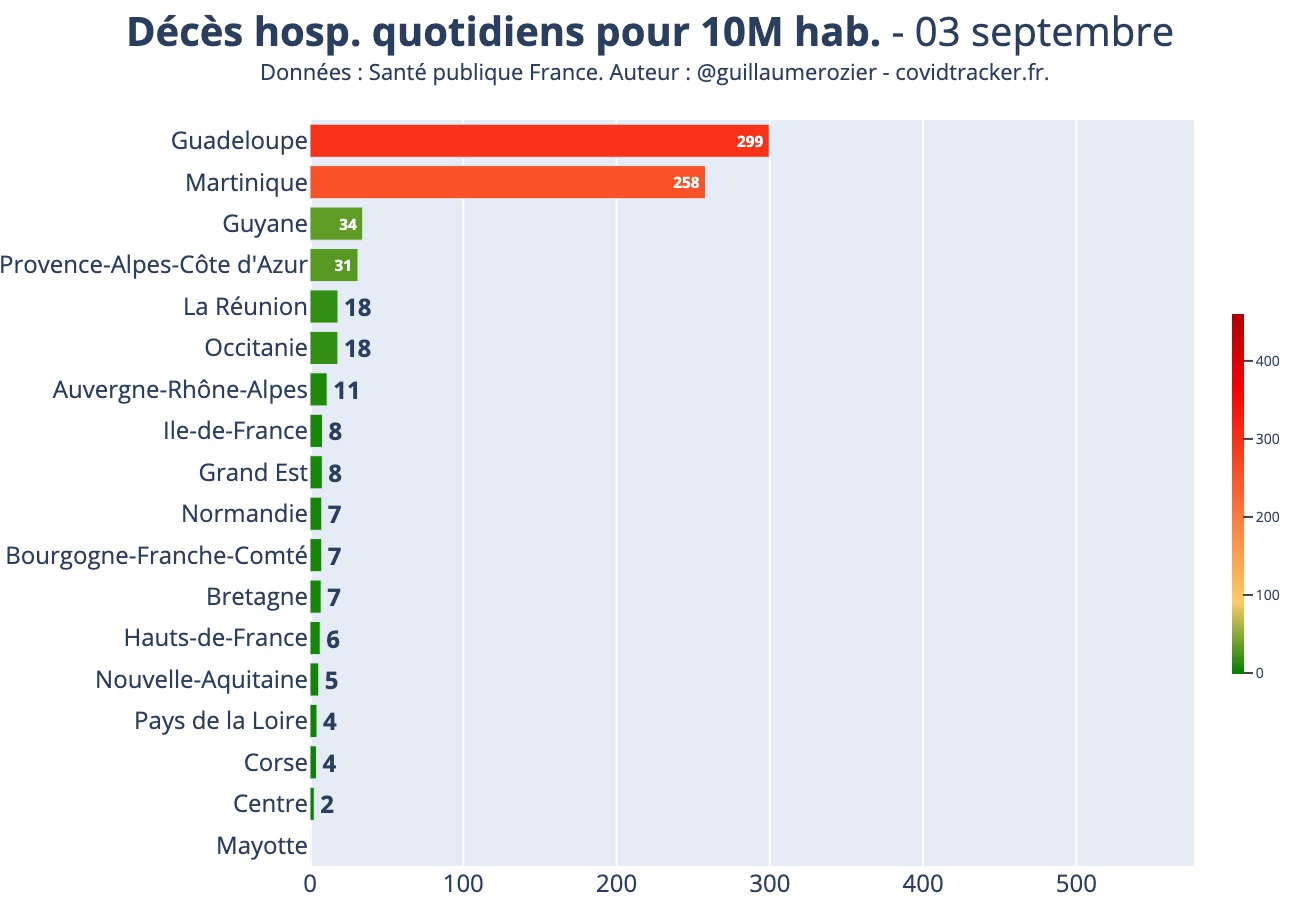 Décès hosp. quotidiens pour 10M hab. - 03 septembre
Données : Santé publique France. Auteur : @guillaumerozier - covidtracker.fr.
Guadeloupe 299
Martinique 258
Guyane 34
Provence-Alpes-Côte d'Azur 31
La Réunion 18
Occitanie 18
Auvergne-Rhône-Alpes 11
Ile-de-France 8
Grand Est 8
Normandie 7
Bourgogne-Franche-Comté 7
Bretagne 7
Hauts-de-France 6
Nouvelle-Aquitaine 5
Pays de la Loire 4
Corse 4
Centre 2
Mayotte
0 100 200 300 400 500
400
300
200
100
0